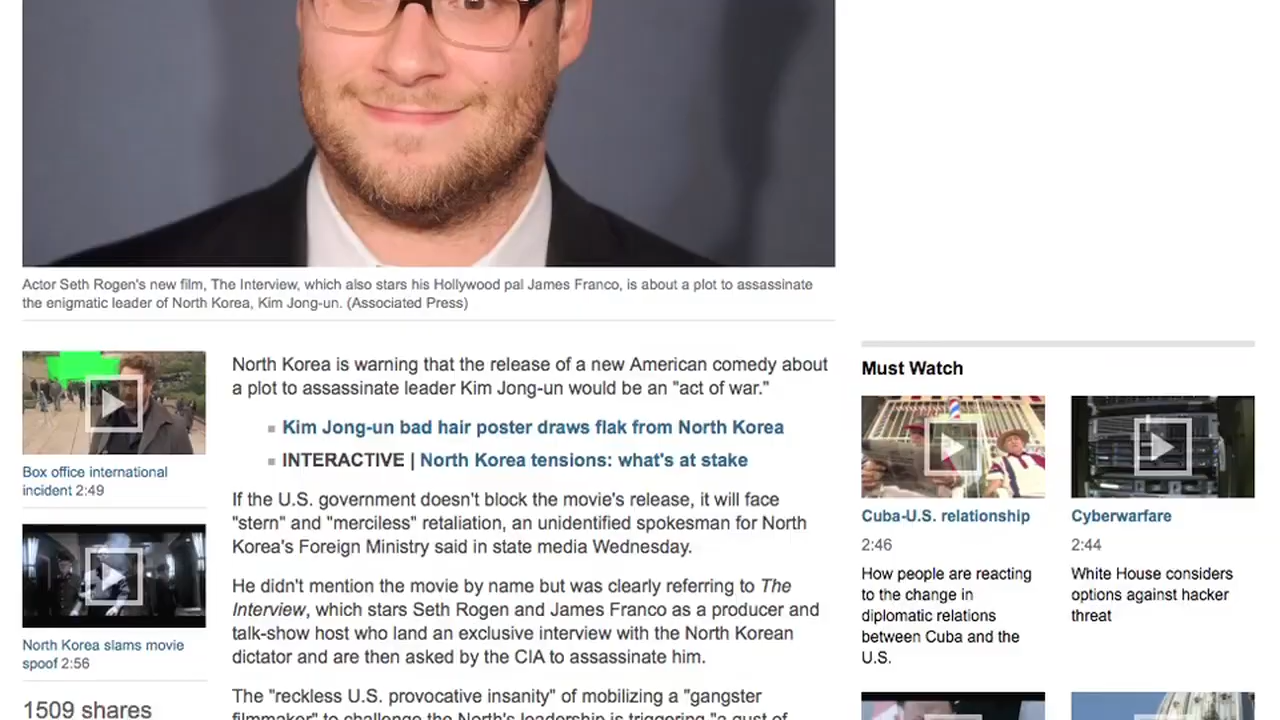 Actor Seth Rogen's new film, The Interview, which also stars his Hollywood pal James Franco, is about a plot to assassinate
the enigmatic leader of North Korea, Kim Jong-un. (Associated Press)
Box office international
incident 2:49
North Korea slams movie
spoof 2:56
1509 shares
North Korea is warning that the release of a new American comedy about
a plot to assassinate leader Kim Jong-un would be an "act of war."
Kim Jong-un bad hair poster draws flak from North Korea
INTERACTIVE | North Korea tensions: what's at stake
If the U.S. government doesn't block the movie's release, it will face
"stern" and "merciless" retaliation, an unidentified spokesman for North
Korea's Foreign Ministry said in state media Wednesday.
He didn't mention the movie by name but was clearly referring to The
Interview, which stars Seth Rogen and James Franco as a producer and
talk-show host who land an exclusive interview with the North Korean
dictator and are then asked by the CIA to assassinate him.
The "reckless U.S. provocative insanity" of mobilizing a "gangster
filmmaker" to challenge the North's leadership is triggering "a gust of
Must Watch
Cuba-U.S. relationship
2:46
How people are reacting
to the change in
diplomatic relations
between Cuba and the
U.S.
Cyberwarfare
2:44
White House considers
options against hacker
threat